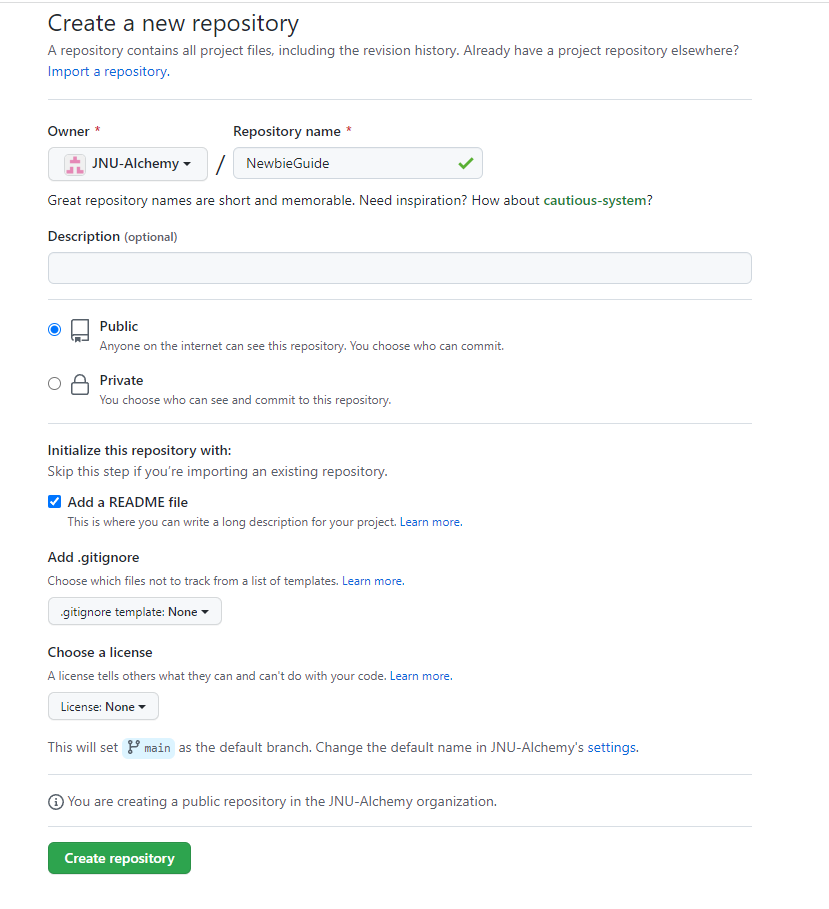 Create a new repository
A repository contains all project files, including the revision history. Already have a project repository elsewhere?
Import a repository.
Owner * Repository name *
JNU-Alchemy / NewbieGuide
Great repository names are short and memorable. Need inspiration? How about cautious-system?
Description (optional)
Public
Anyone on the internet can see this repository. You choose who can commit.
Private
You choose who can see and commit to this repository.
Initialize this repository with:
Skip this step if you're importing an existing repository.
Add a README file
This is where you can write a long description for your project. Learn more.
Add .gitignore
Choose which files not to track from a list of templates. Learn more.
.gitignore template: None
Choose a license
A license tells others what they can and can't do with your code. Learn more.
License: None
This will set main as the default branch. Change the default name in JNU-Alchemy's settings.
You are creating a public repository in the JNU-Alchemy organization.
Create repository